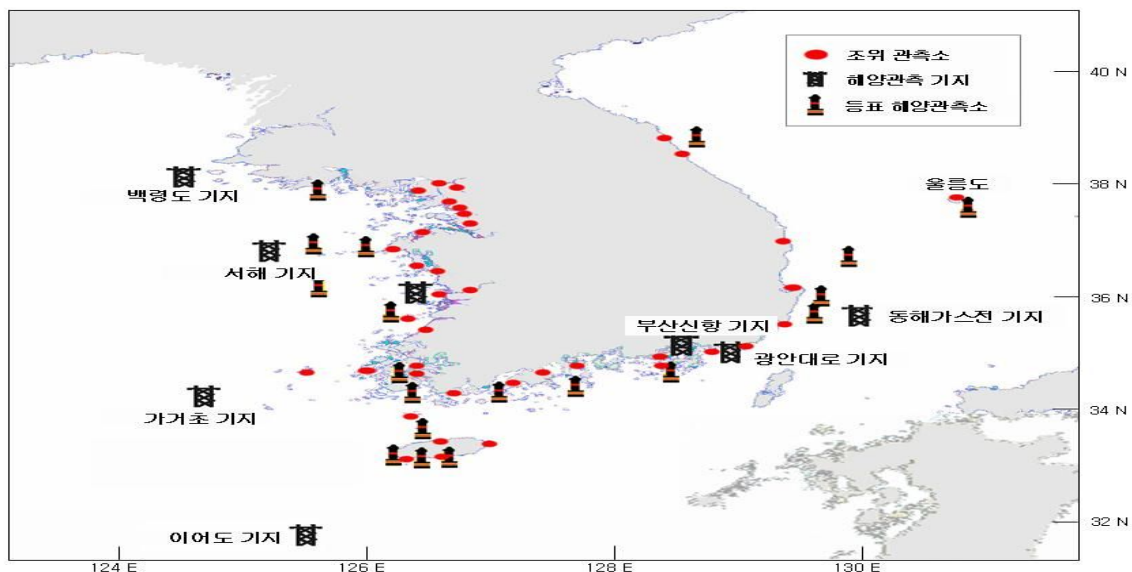 조위 관측소
해양관측 기지
등표 해양관측소
40 N
38 N
36 N
34 N
32 N
울릉도
백령도 기지
서해 기지
부산신항 기지
동해가스전 기지
광안대로 기지
가거초 기지
이어도 기지
124 E
126 E
128 E
130 E